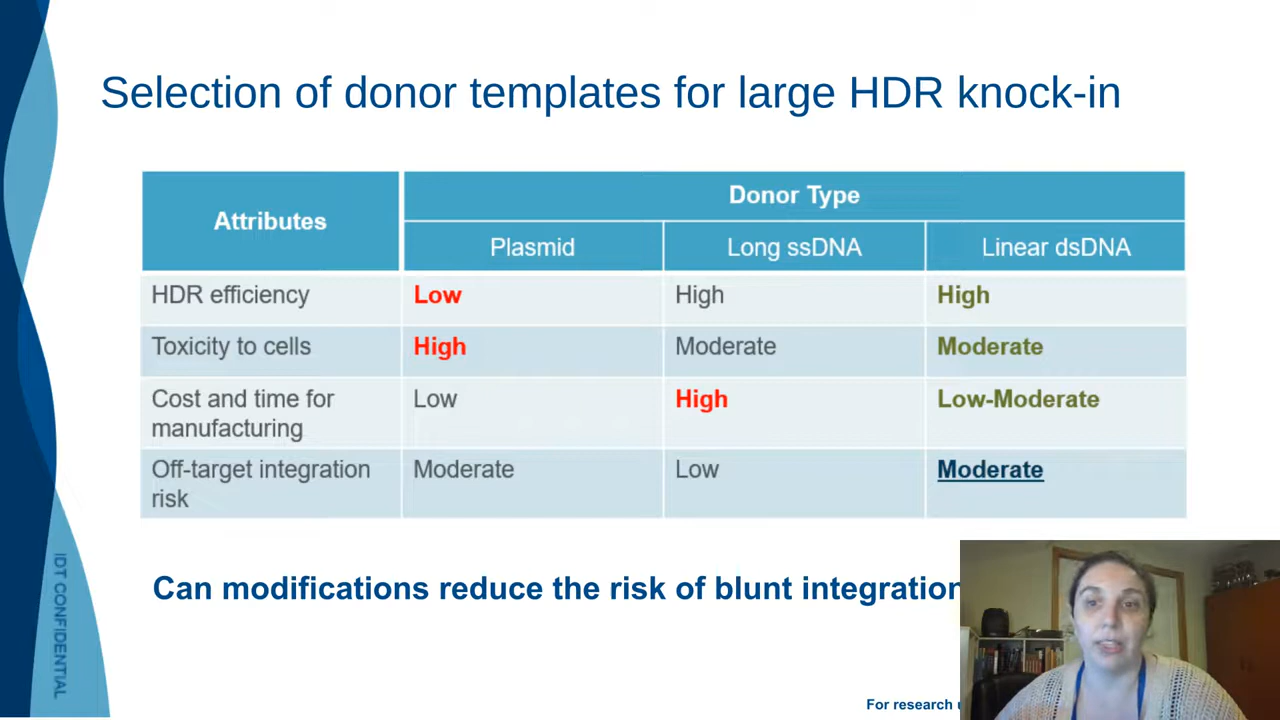 Selection of donor templates for large HDR knock-in
Attributes
Donor Type
Plasmid
Long ssDNA
Linear dsDNA
HDR efficiency
Low
High
High
Toxicity to cells
High
Moderate
Moderate
Cost and time for
manufacturing
Low
High
Low-Moderate
Off-target integration
risk
Moderate
Low
Moderate
Can modifications reduce the risk of blunt integration
For research
IDT CONFIDENTIAL